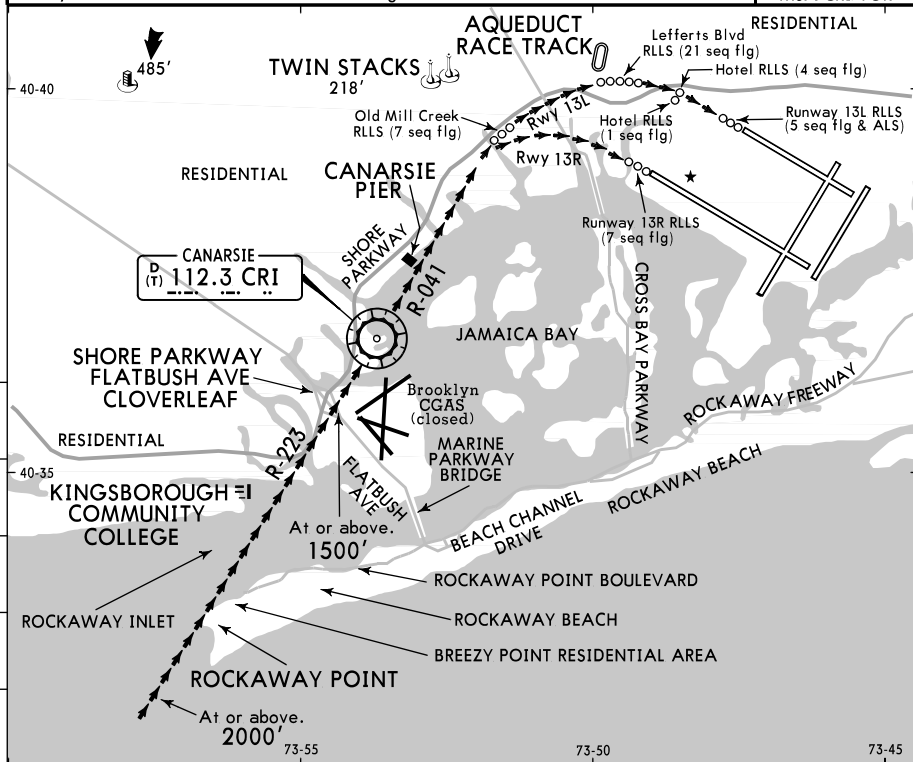 AQUEDUCT
RACE TRACK
RESIDENTIAL
Lefferts Blvd
RLLS (21 seq flg)
Hotel RLLS (4 seq flg)
485'
TWIN STACKS
218'
40-40
Old Mill Creek
RLLS (7 seq flg)
Rwy 13L
Hotel RLLS
(1 seq flg)
Runway 13L RLLS
(5 seq flg & ALS)
Rwy 13R
RESIDENTIAL
CANARSIE
PIER
Runway 13R RLLS
(7 seq flg)
SHORE
PARKWAY
CANARSIE
D
(T) 112.3 CRI
R-041
CROSS BAY PARKWAY
JAMAICA BAY
SHORE PARKWAY
FLATBUSH AVE
CLOVERLEAF
Brooklyn
CGAS
(closed)
ROCKAWAY FREEWAY
RESIDENTIAL
R-223
MARINE
PARKWAY
BRIDGE
40-35
FLATBUSH
AVE
ROCKAWAY BEACH
KINGSBOROUGH
COMMUNITY
COLLEGE
At or above.
1500'
BEACH CHANNEL
DRIVE
ROCKAWAY POINT BOULEVARD
ROCKAWAY INLET
ROCKAWAY BEACH
BREEZY POINT RESIDENTIAL AREA
ROCKAWAY POINT
At or above.
2000'
73-55
73-50
73-45